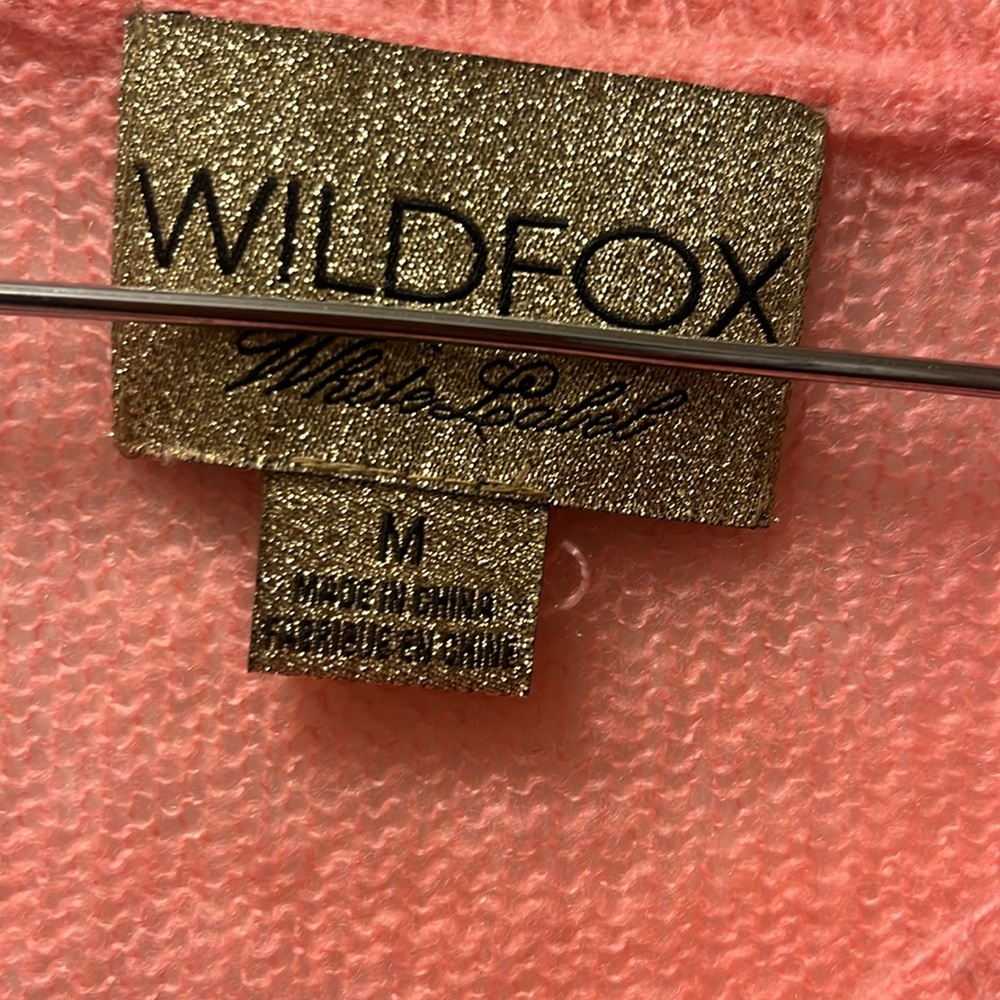 WILDFOX
White Label
M
MADE IN CHINA
FABRIQUE EN CHINE